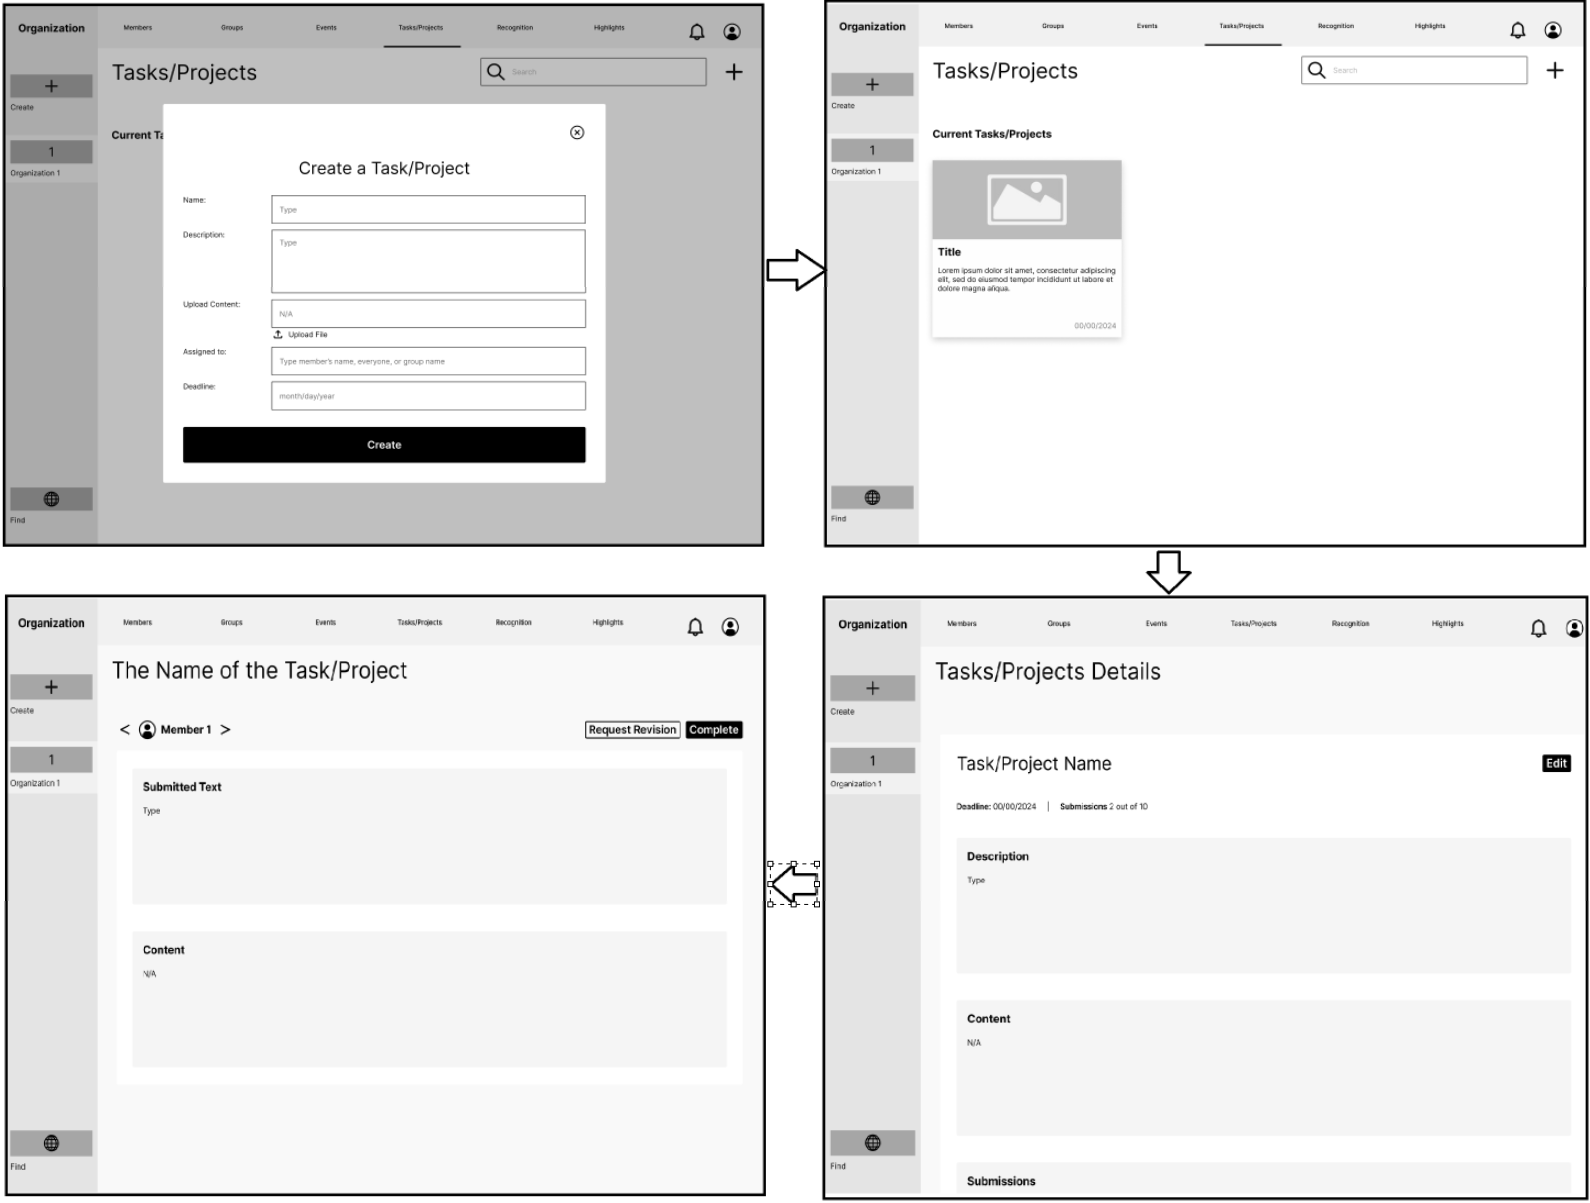 Organization
Members
Groups
Events
Tasks/Projects
Recognition
Highlights
Tasks/Projects
Search
Create
1
Organization 1
Current Ta
Create a Task/Project
Name:
Type
Description:
Type
Upload Content:
N/A
Upload File
Assigned to:
Type member's name, everyone, or group name
Deadline:
month/day/year
Create
Find
Organization
Members
Groups
Events
Tasks/Projects
Recognition
Highlights
Tasks/Projects
Search
Create
1
Organization 1
Current Tasks/Projects
Title
Lorem ipsum dolor sit amet, consectetur adipiscing
elit, sed do eiusmod tempor incididunt ut labore et
dolore magna aliqua.
00/00/2024
Find
Organization
Members
Groups
Events
Tasks/Projects
Recognition
Highlights
The Name of the Task/Project
Create
< Member 1 >
Request Revision
Complete
1
Organization 1
Submitted Text
Type
Content
N/A
Find
Organization
Members
Groups
Events
Tasks/Projects
Recognition
Highlights
Tasks/Projects Details
Create
1
Organization 1
Task/Project Name
Edit
Deadline: 00/00/2024 | Submissions 2 out of 10
Description
Type
Content
N/A
Find
Submissions